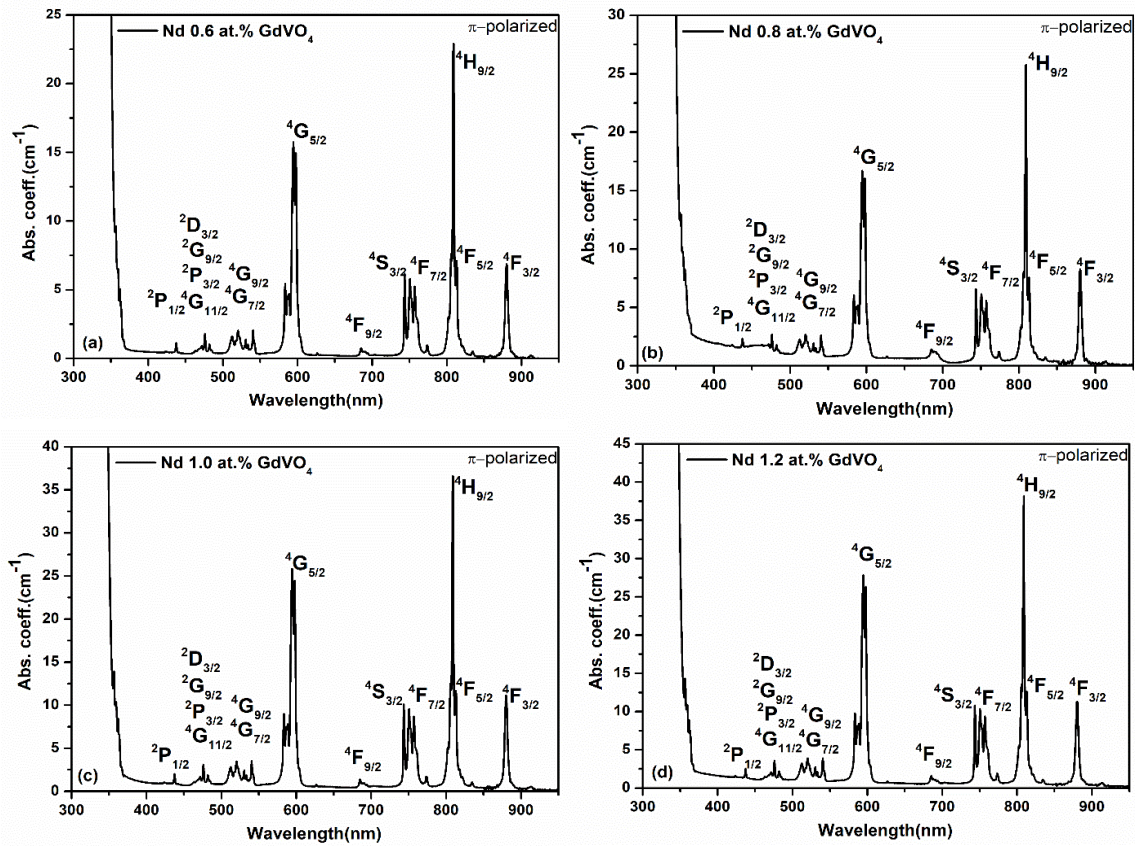 Nd 0.6 at.% GdVO4
π−polarized
25
20
15
10
5
0
Abs. coeff.(cm-1)
4H9/2
4G5/2
2D3/2
2G9/2
2P3/2
4G9/2
2P1/2
4G11/2
4G7/2
4S3/2
4F7/2
4F5/2
4F3/2
4F9/2
(a)
300 400 500 600 700 800 900
Wavelength(nm)
Nd 0.8 at.% GdVO4
π−polarized
30
25
20
15
10
5
0
Abs. coeff.(cm-1)
4H9/2
4G5/2
2D3/2
2G9/2
2P3/2
4G9/2
2P1/2
4G11/2
4G7/2
4S3/2
4F7/2
4F5/2
4F3/2
4F9/2
(b)
300 400 500 600 700 800 900
Wavelength(nm)
Nd 1.0 at.% GdVO4
π−polarized
40
35
30
25
20
15
10
5
0
Abs. coeff.(cm-1)
4H9/2
4G5/2
2D3/2
2G9/2
2P3/2
4G9/2
2P1/2
4G11/2
4G7/2
4S3/2
4F7/2
4F5/2
4F3/2
4F9/2
(c)
300 400 500 600 700 800 900
Wavelength(nm)
Nd 1.2 at.% GdVO4
π−polarized
45
40
35
30
25
20
15
10
5
0
Abs. coeff.(cm-1)
4H9/2
4G5/2
2D3/2
2G9/2
2P3/2
4G9/2
2P1/2
4G11/2
4G7/2
4S3/2
4F7/2
4F5/2
4F3/2
4F9/2
(d)
300 400 500 600 700 800 900
Wavelength(nm)